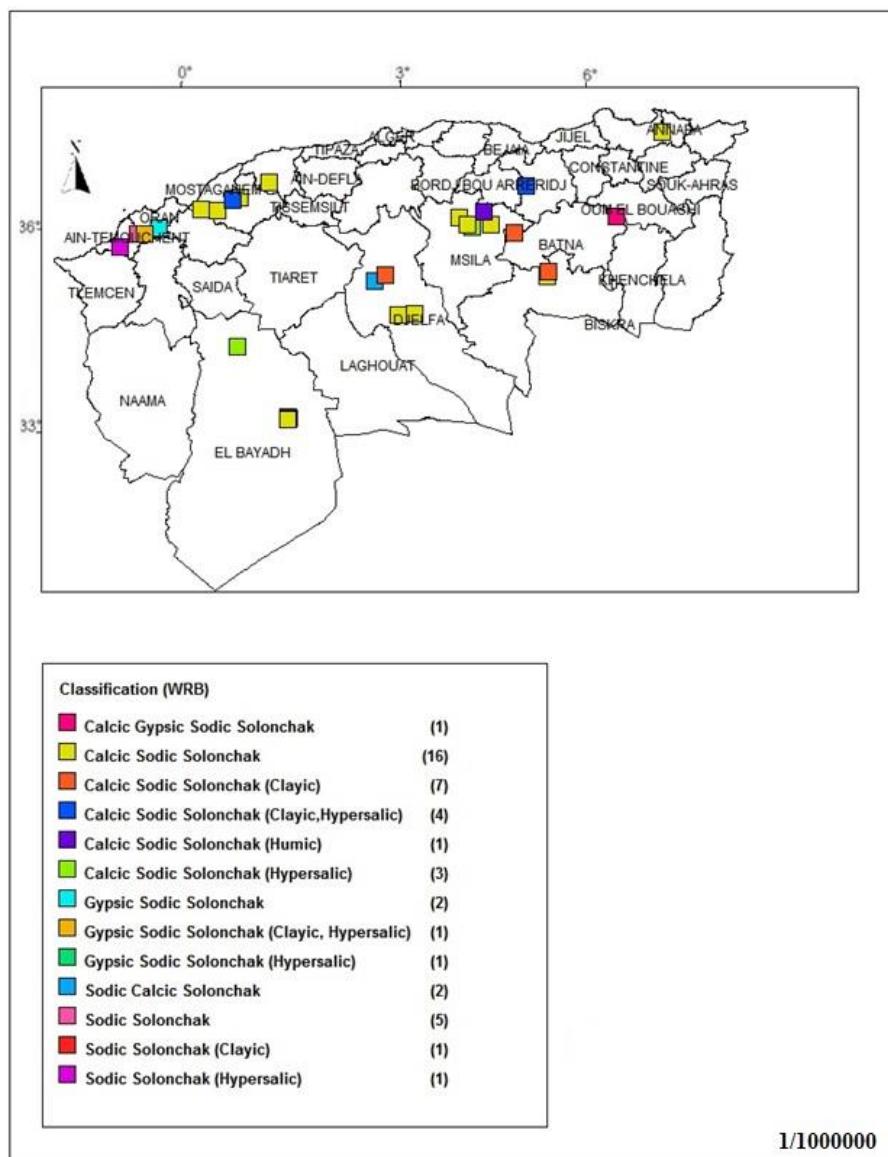 0° 3° 6°
N
ANNABA
ALGER JIJEL
TIPAZA BEJAIA
CONSTANTINE
AIN-DEFL
MOSTAGANEM BORDJ BOU ARRERIDJ SOUK-AHRAS
TISSEMSILT OUM EL BOUAGHI
ORAN
36°
AIN-TEMOUCHENT BATNA
MSILA
TIARET KHENCHELA
SAIDA
TLEMCEN
DJELFA BISKRA
LAGHOUAT
NAAMA
33°
EL BAYADH
Classification (WRB)
Calcic Gypsic Sodic Solonchak (1)
Calcic Sodic Solonchak (16)
Calcic Sodic Solonchak (Clayic) (7)
Calcic Sodic Solonchak (Clayic,Hypersalic) (4)
Calcic Sodic Solonchak (Humic) (1)
Calcic Sodic Solonchak (Hypersalic) (3)
Gypsic Sodic Solonchak (2)
Gypsic Sodic Solonchak (Clayic, Hypersalic) (1)
Gypsic Sodic Solonchak (Hypersalic) (1)
Sodic Calcic Solonchak (2)
Sodic Solonchak (5)
Sodic Solonchak (Clayic) (1)
Sodic Solonchak (Hypersalic) (1)
1/1000000